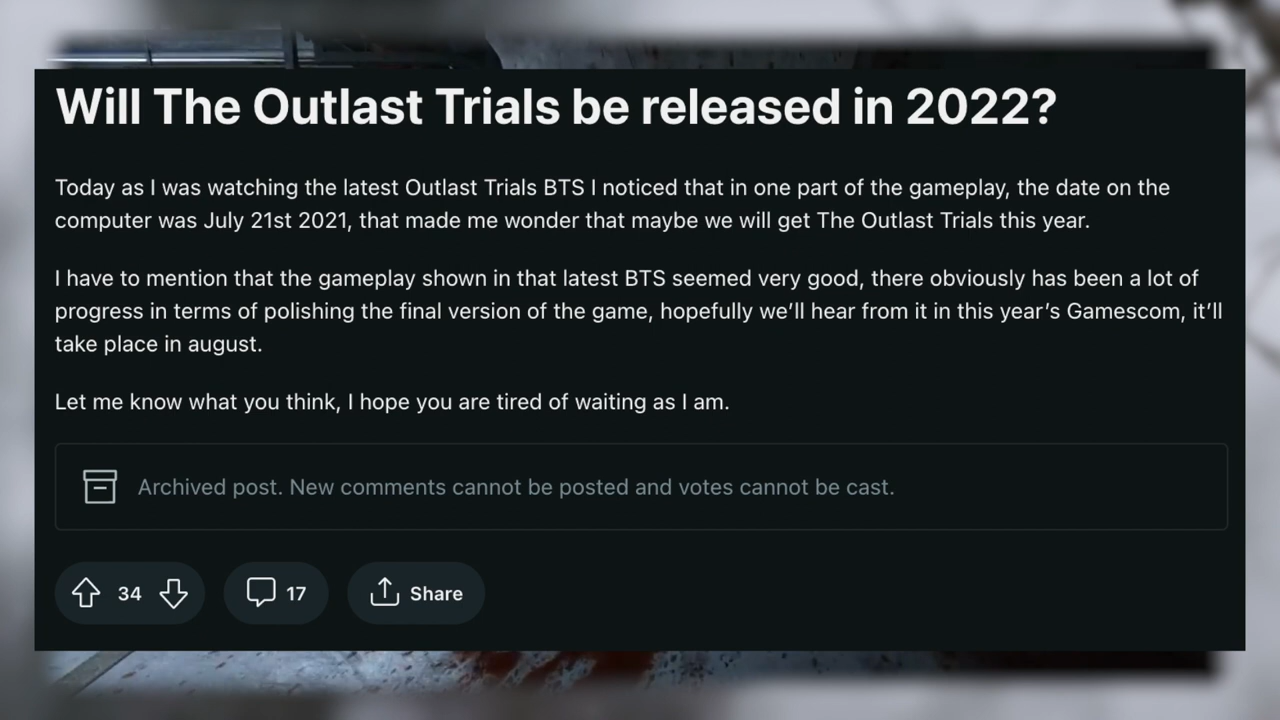 Will The Outlast Trials be released in 2022?
Today as I was watching the latest Outlast Trials BTS I noticed that in one part of the gameplay, the date on the
computer was July 21st 2021, that made me wonder that maybe we will get The Outlast Trials this year.
I have to mention that the gameplay shown in that latest BTS seemed very good, there obviously has been a lot of
progress in terms of polishing the final version of the game, hopefully we’ll hear from it in this year’s Gamescom, it’ll
take place in august.
Let me know what you think, I hope you are tired of waiting as I am.
Archived post. New comments cannot be posted and votes cannot be cast.
34 17 Share